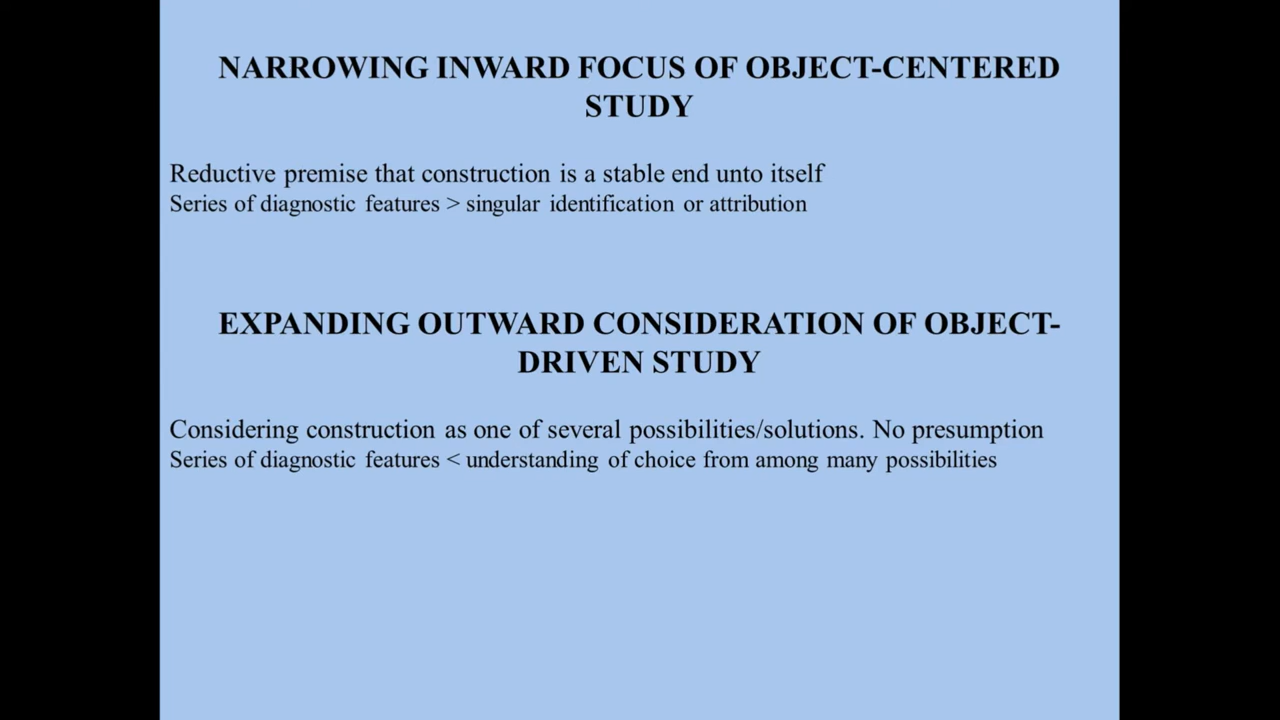 NARROWING INWARD FOCUS OF OBJECT-CENTERED
STUDY
Reductive premise that construction is a stable end unto itself
Series of diagnostic features > singular identification or attribution
EXPANDING OUTWARD CONSIDERATION OF OBJECT-
DRIVEN STUDY
Considering construction as one of several possibilities/solutions. No presumption
Series of diagnostic features < understanding of choice from among many possibilities